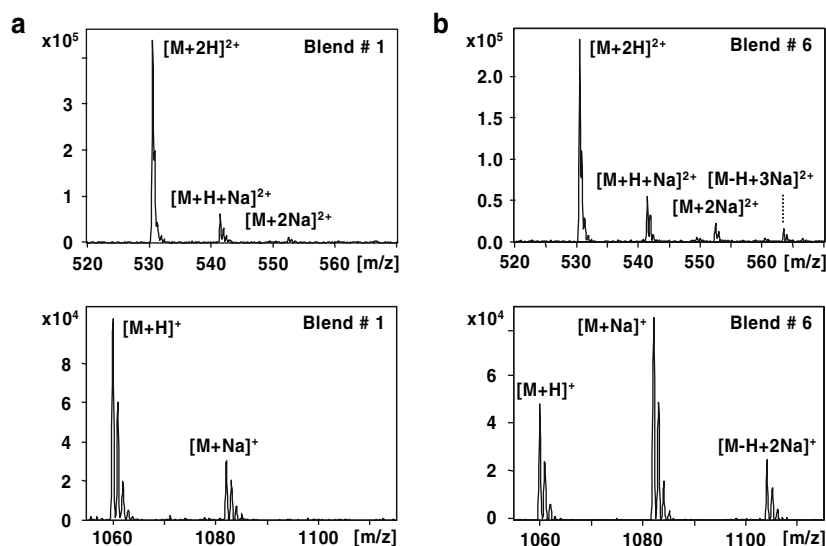 a
x10⁵
[M+2H]²⁺
Blend # 1
3
2
[M+H+Na]²⁺
1
[M+2Na]²⁺
0
520 530 540 550 560 [m/z]
b
x10⁵
[M+2H]²⁺
Blend # 6
2.0
1.5
1.0
[M+H+Na]²⁺
[M-H+3Na]²⁺
0.5
[M+2Na]²⁺
0.0
520 530 540 550 560 [m/z]
x10⁴
[M+H]⁺
Blend # 1
8
6
4
[M+Na]⁺
2
0
1060 1080 1100 [m/z]
x10⁴
[M+Na]⁺
Blend # 6
6
[M+H]⁺
4
[M-H+2Na]⁺
2
0
1060 1080 1100 [m/z]